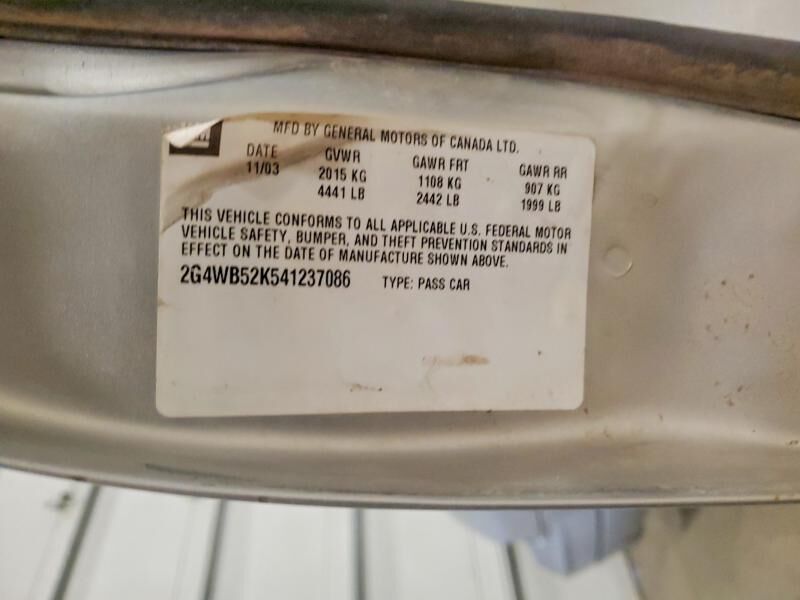 MFD BY GENERAL MOTORS OF CANADA LTD.
DATE GVWR GAWR FRT GAWR RR
11/03 2015 KG 1108 KG 907 KG
4441 LB 2442 LB 1999 LB
THIS VEHICLE CONFORMS TO ALL APPLICABLE U.S. FEDERAL MOTOR
VEHICLE SAFETY, BUMPER, AND THEFT PREVENTION STANDARDS IN
EFFECT ON THE DATE OF MANUFACTURE SHOWN ABOVE.
2G4WB52K541237086 TYPE: PASS CAR